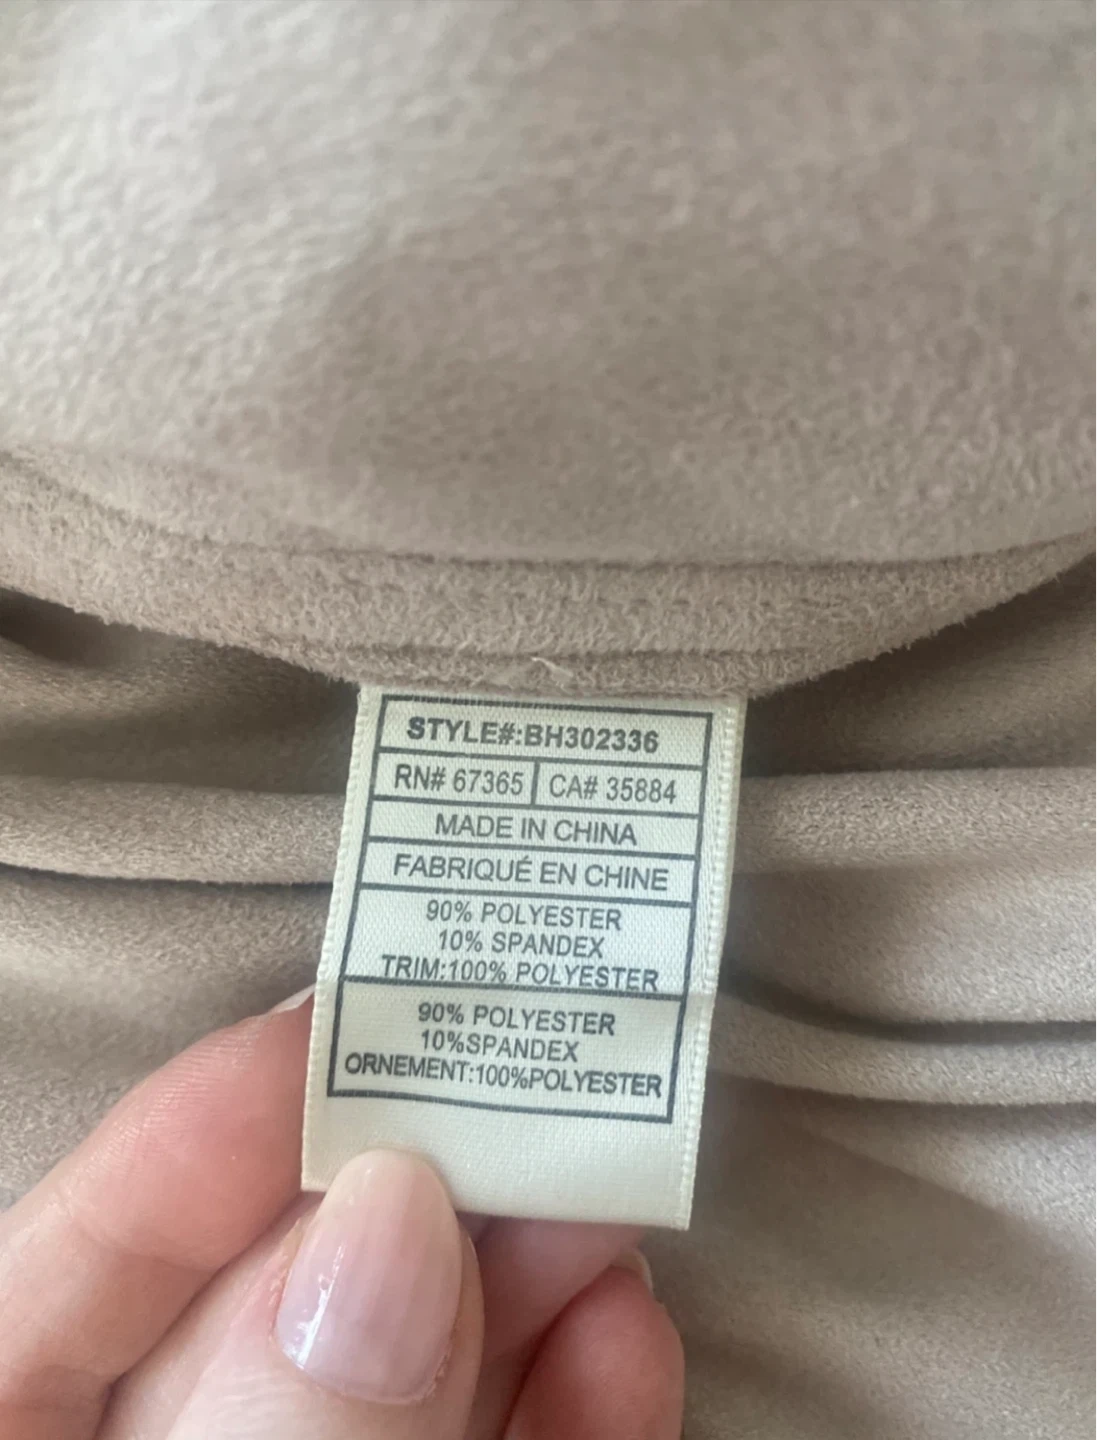 STYLE#:BH302336
RN# 67365 CA# 35884
MADE IN CHINA
FABRIQUÉ EN CHINE
90% POLYESTER
10% SPANDEX
TRIM:100% POLYESTER
90% POLYESTER
10%SPANDEX
ORNEMENT:100%POLYESTER